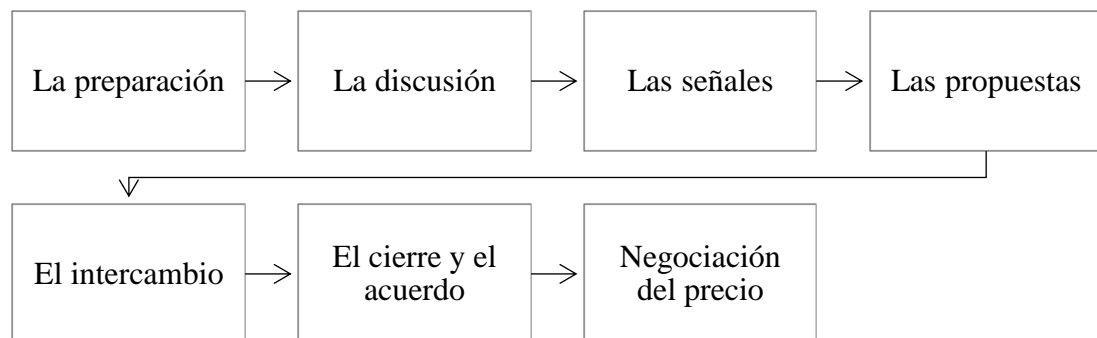 La preparación
La discusión
Las señales
Las propuestas
El intercambio
El cierre y el
acuerdo
Negociación
del precio